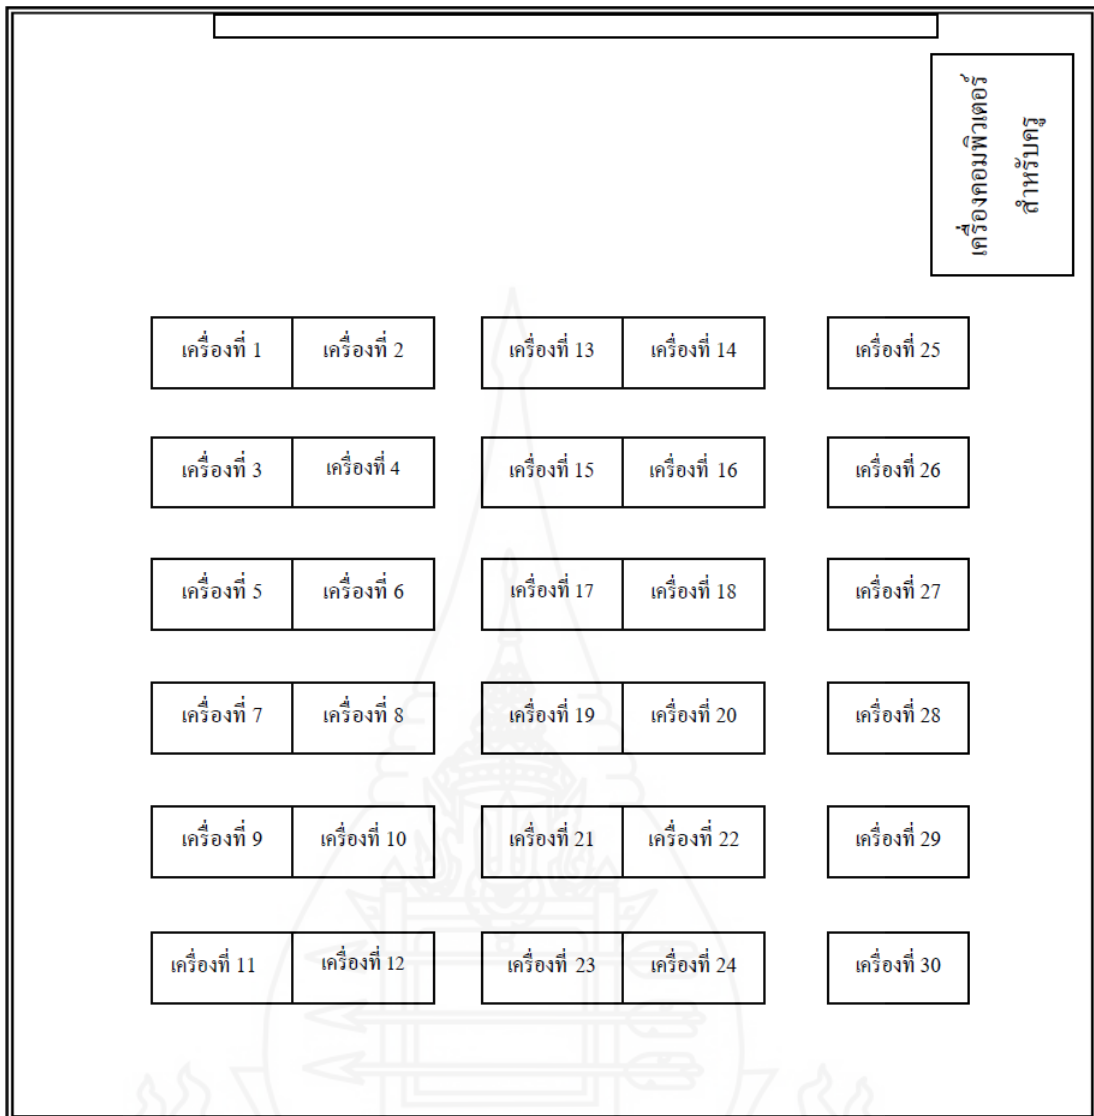 เครื่องคอมพิวเตอร์
สำหรับครู
เครื่องที่ 1 เครื่องที่ 2 เครื่องที่ 13 เครื่องที่ 14 เครื่องที่ 25
เครื่องที่ 3 เครื่องที่ 4 เครื่องที่ 15 เครื่องที่ 16 เครื่องที่ 26
เครื่องที่ 5 เครื่องที่ 6 เครื่องที่ 17 เครื่องที่ 18 เครื่องที่ 27
เครื่องที่ 7 เครื่องที่ 8 เครื่องที่ 19 เครื่องที่ 20 เครื่องที่ 28
เครื่องที่ 9 เครื่องที่ 10 เครื่องที่ 21 เครื่องที่ 22 เครื่องที่ 29
เครื่องที่ 11 เครื่องที่ 12 เครื่องที่ 23 เครื่องที่ 24 เครื่องที่ 30